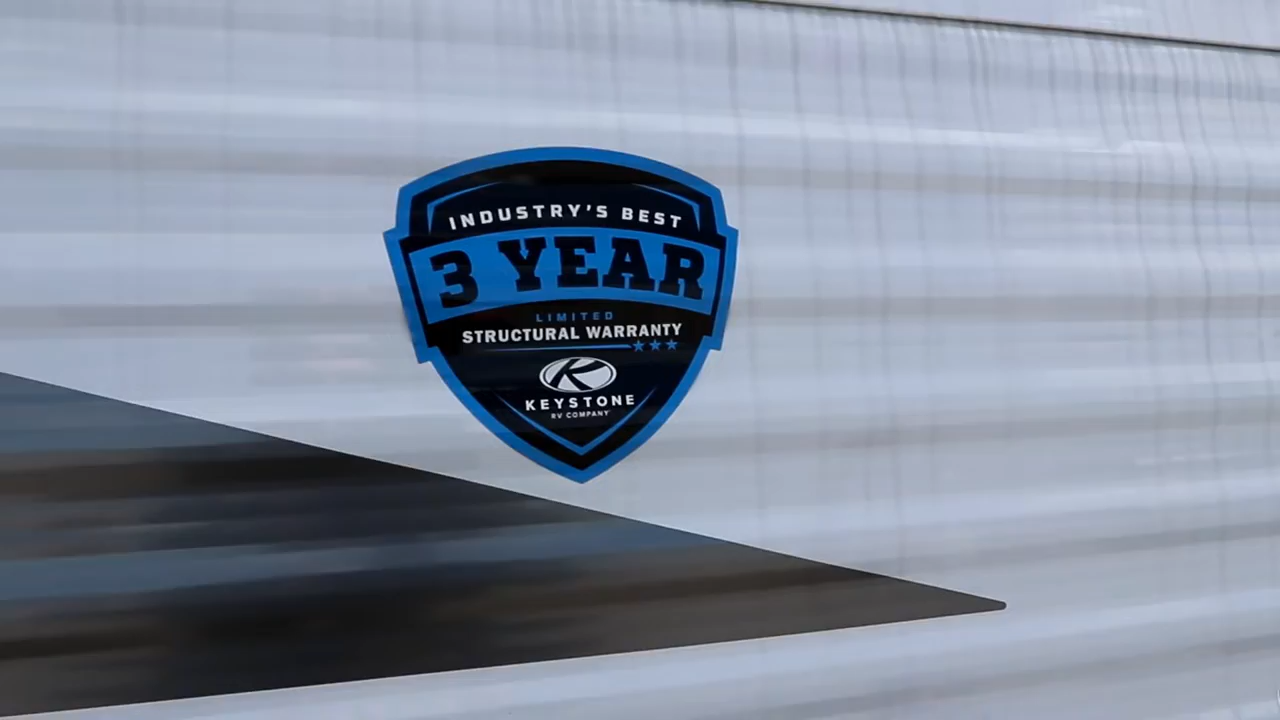 INDUSTRY'S BEST
3 YEAR
LIMITED
STRUCTURAL WARRANTY
K
KEYSTONE
RV COMPANY